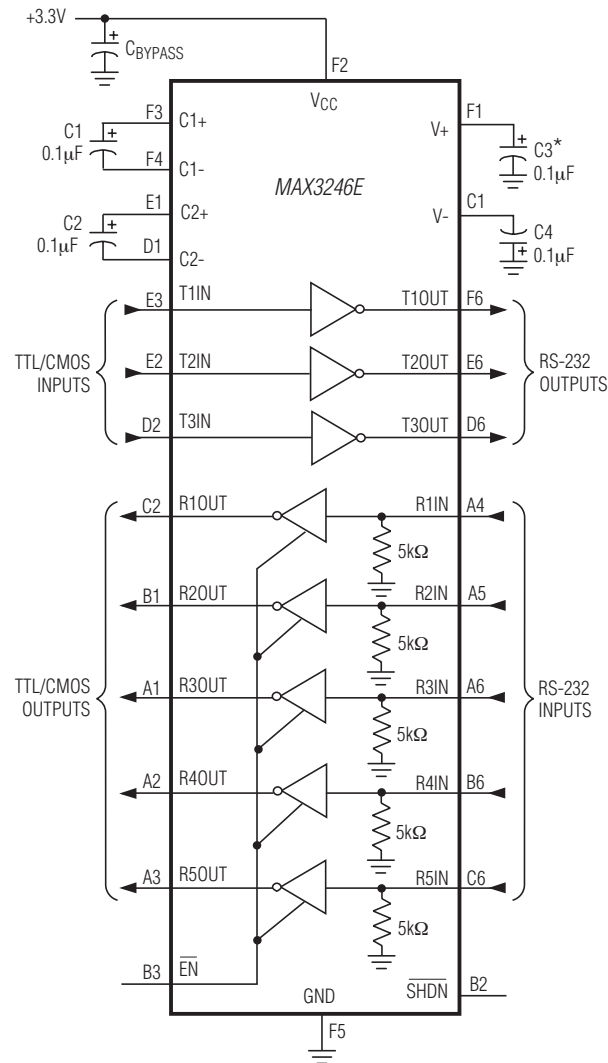 +3.3V
CBYPASS
F2
VCC
F3
C1+
C1
0.1µF
F4
C1-
E1
C2+
C2
0.1µF
D1
C2-
MAX3246E
F1
V+
C3*
0.1µF
C1
V-
C4
0.1µF
TTL/CMOS
INPUTS
E3 T1IN T1OUT F6
E2 T2IN T2OUT E6
D2 T3IN T3OUT D6
RS-232
OUTPUTS
TTL/CMOS
OUTPUTS
C2 R1OUT R1IN A4
5kΩ
B1 R2OUT R2IN A5
5kΩ
A1 R3OUT R3IN A6
5kΩ
A2 R4OUT R4IN B6
5kΩ
A3 R5OUT R5IN C6
5kΩ
RS-232
INPUTS
B3 E̅N̅
GND
S̅H̅D̅N̅ B2
F5